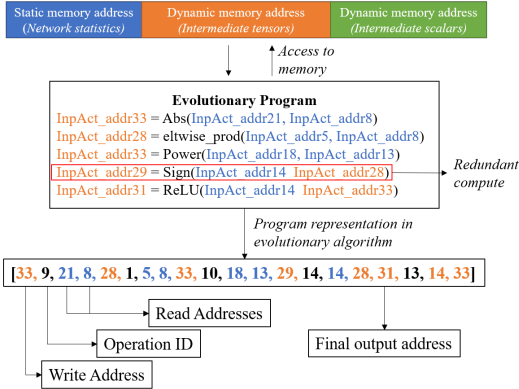 Static memory address
(Network statistics)
Dynamic memory address
(Intermediate tensors)
Dynamic memory address
(Intermediate scalars)
Access to
memory
Evolutionary Program
InpAct_addr33 = Abs(InpAct_addr21, InpAct_addr8)
InpAct_addr28 = eltwise_prod(InpAct_addr5, InpAct_addr8)
InpAct_addr33 = Power(InpAct_addr18, InpAct_addr13)
InpAct_addr29 = Sign(InpAct_addr14 InpAct_addr28)
InpAct_addr31 = ReLU(InpAct_addr14 InpAct_addr33)
Redundant
compute
Program representation in
evolutionary algorithm
[33, 9, 21, 8, 28, 1, 5, 8, 33, 10, 18, 13, 29, 14, 14, 28, 31, 13, 14, 33]
Read Addresses
Operation ID
Write Address
Final output address